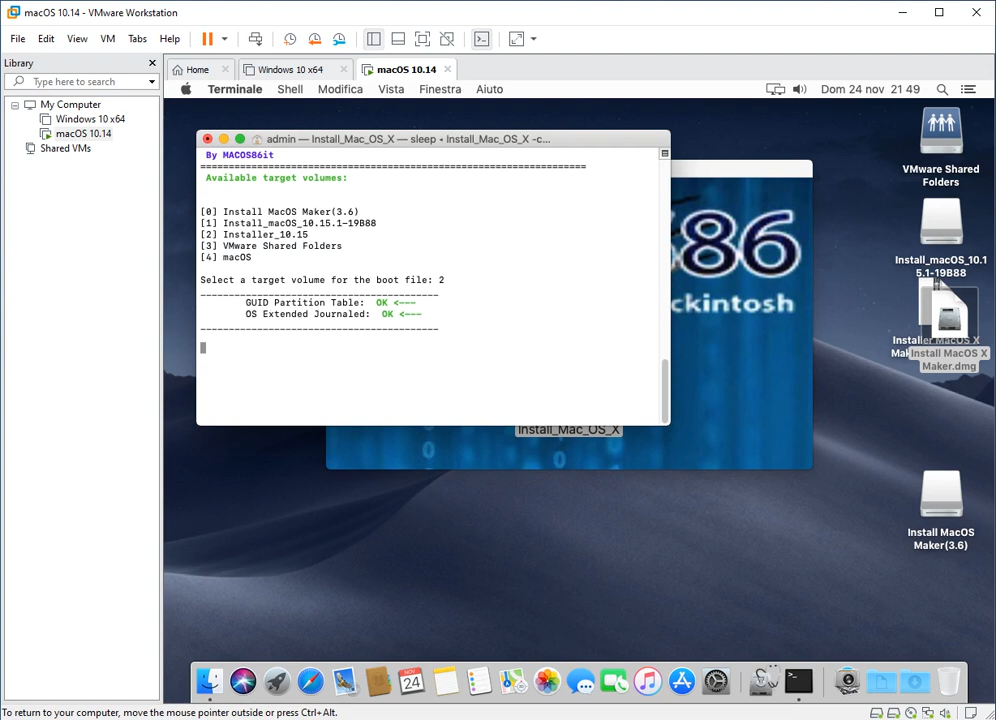 macOS 10.14 - VMware Workstation
File Edit View VM Tabs Help
Library
Type here to search
My Computer
Windows 10 x64
macOS 10.14
Shared VMs
Home
Windows 10 x64
macOS 10.14
Terminale Shell Modifica Vista Finestra Aiuto
Dom 24 nov 21 49
admin — Install_Mac_OS_X — sleep • Install_Mac_OS_X -c...
By MACOS86it
====================================================================
Available target volumes:
[0] Install MacOS Maker(3.6)
[1] Install_macOS_10.15.1-19B88
[2] Installer_10.15
[3] VMware Shared Folders
[4] macOS
Select a target volume for the boot file: 2
__________________________________________
GUID Partition Table: OK <---
OS Extended Journaled: OK <---
__________________________________________
86
ckintosh
Install_Mac_OS_X
0
0
0
VMware Shared
Folders
Install_macOS_10.1
5.1-19B88
Install MacOS X
Maker.dmg
Install MacOS
Maker(3.6)
NOV
24
To return to your computer, move the mouse pointer outside or press Ctrl+Alt.